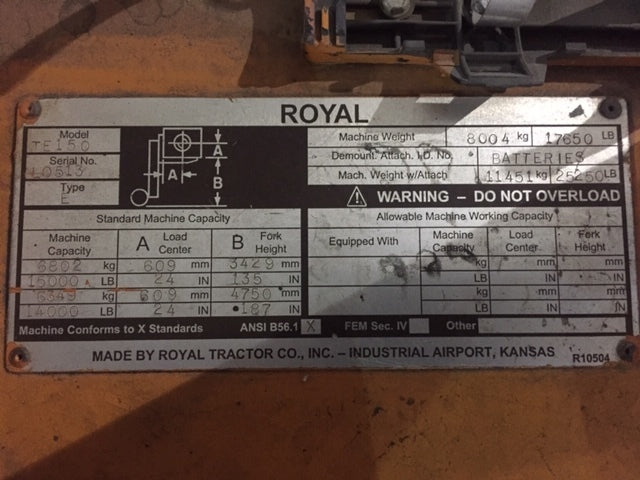 ROYAL
Model
TE150
Serial No.
L0513
Type
E
A
A
B
Machine Weight 8004 kg 17650 LB
Demount. Attach. I.D. No. BATTERIES
Mach. Weight w/Attach 11451 kg 25250 LB
WARNING – DO NOT OVERLOAD
Standard Machine Capacity
Machine Capacity A Load Center B Fork Height
6802 kg 609 mm 3429 mm
15000 LB 24 IN 135 IN
6349 kg 609 mm 4750 mm
14000 LB 24 IN 187 IN
Allowable Machine Working Capacity
Equipped With Machine Capacity Load Center Fork Height
kg mm mm
LB IN IN
kg mm mm
LB IN IN
Machine Conforms to X Standards ANSI B56.1 X FEM Sec. IV Other
MADE BY ROYAL TRACTOR CO., INC. – INDUSTRIAL AIRPORT, KANSAS R10504